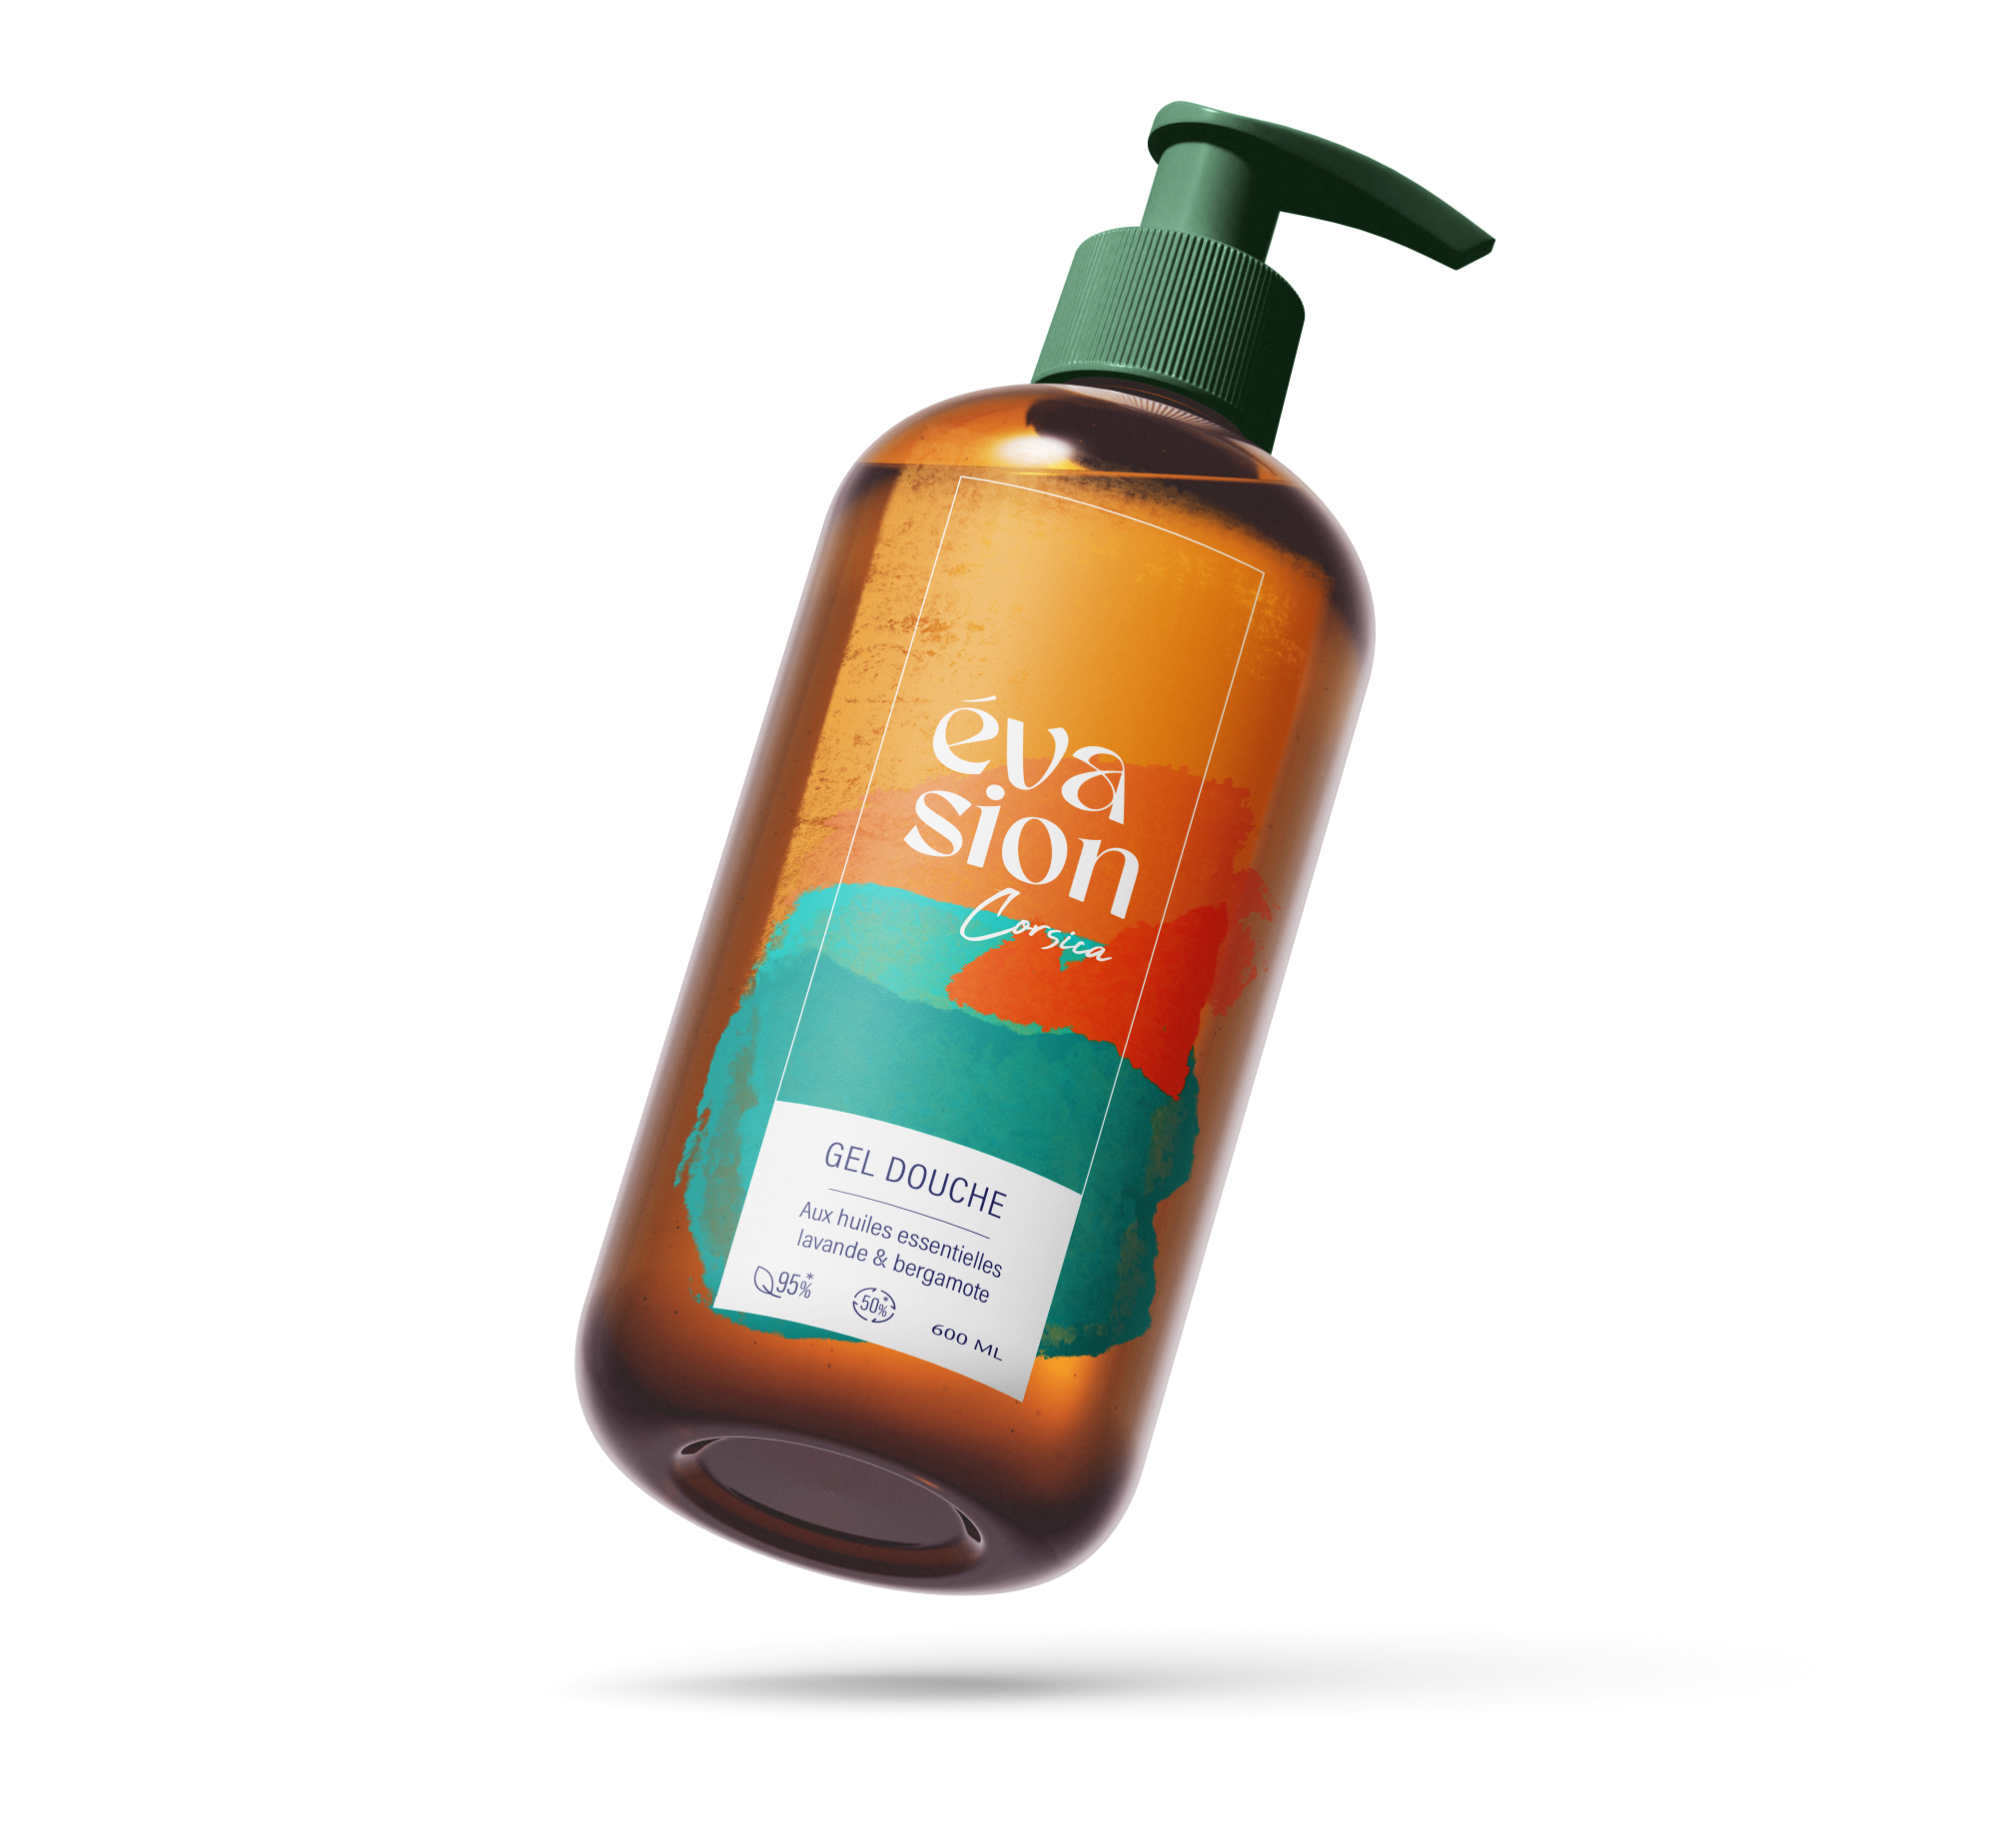 éva
sion
Corsica
GEL DOUCHE
Aux huiles essentielles
lavande & bergamote
95%*
50%*
600 ML